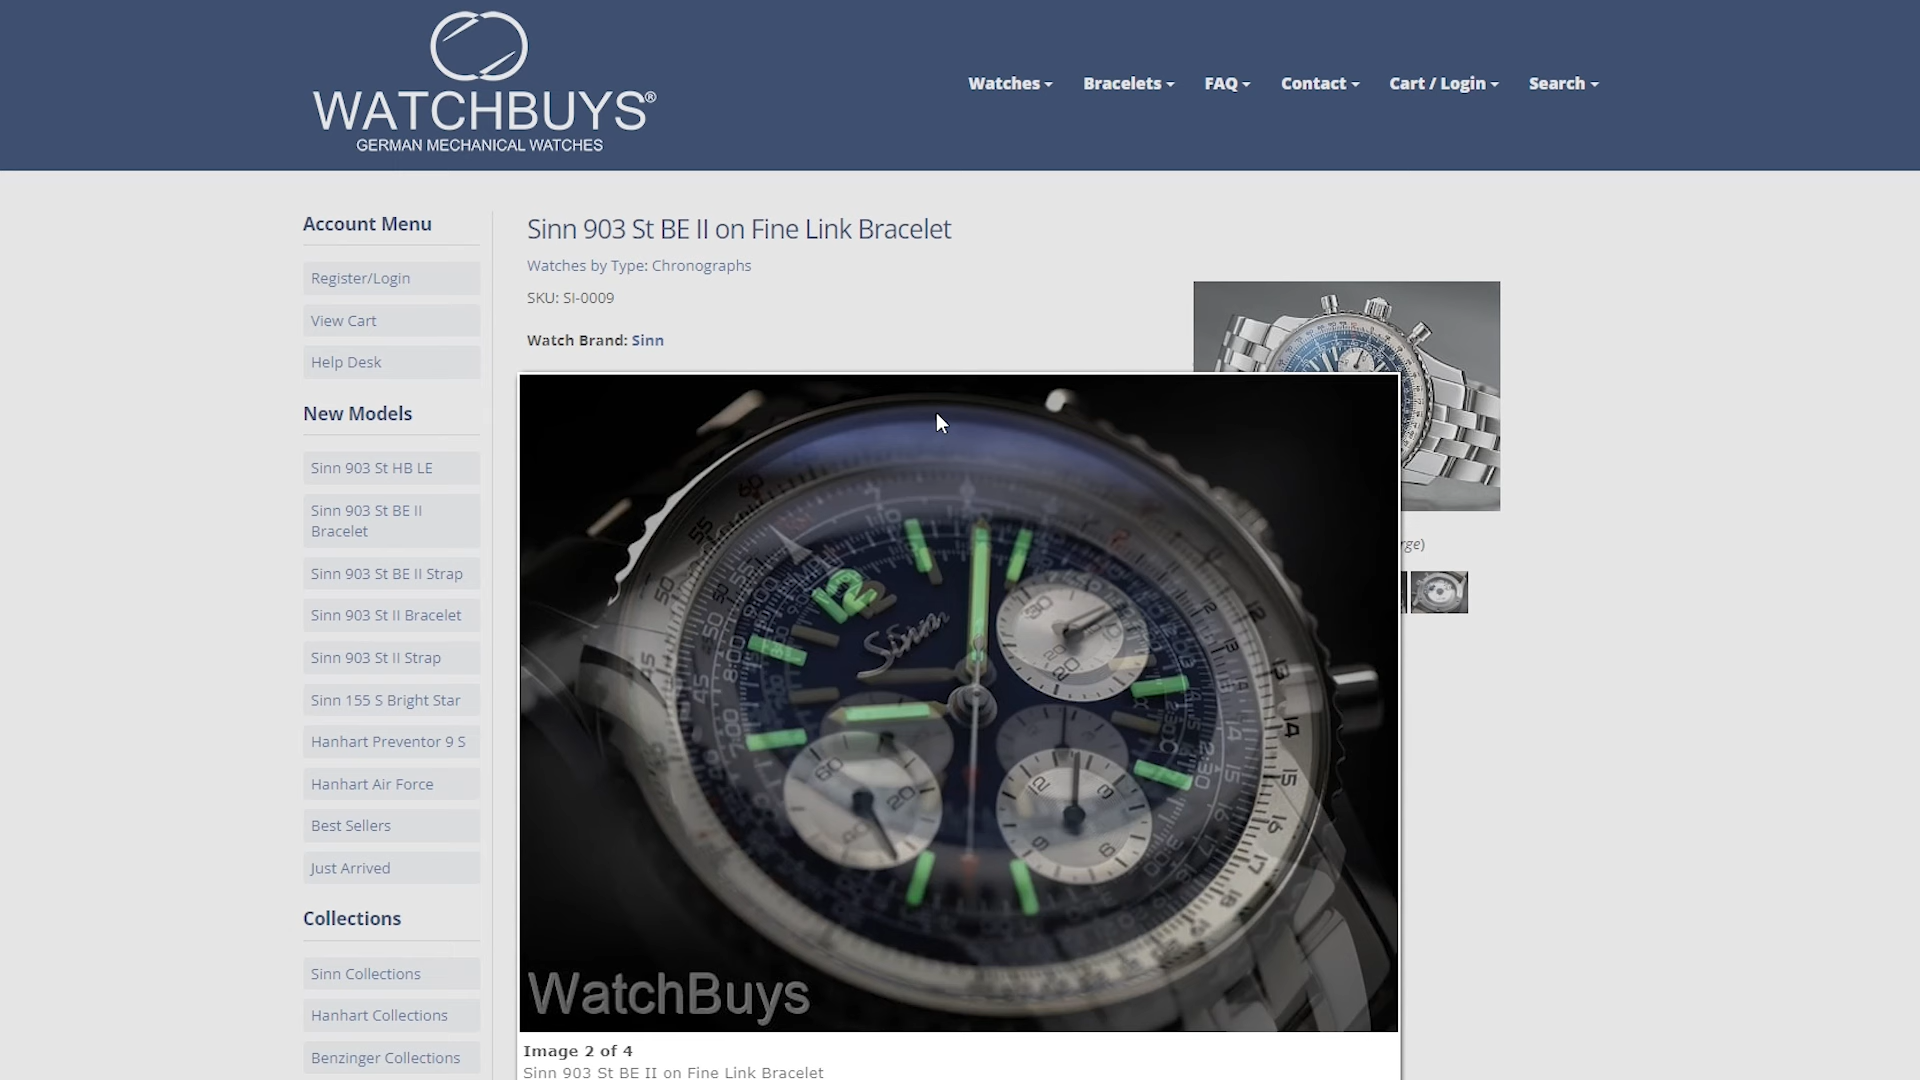 WATCHBUYS®
GERMAN MECHANICAL WATCHES
Watches
Bracelets
FAQ
Contact
Cart / Login
Search
Account Menu
Register/Login
View Cart
Help Desk
New Models
Sinn 903 St HB LE
Sinn 903 St BE II
Bracelet
Sinn 903 St BE II Strap
Sinn 903 St II Bracelet
Sinn 903 St II Strap
Sinn 155 S Bright Star
Hanhart Preventor 9 S
Hanhart Air Force
Best Sellers
Just Arrived
Collections
Sinn Collections
Hanhart Collections
Benzinger Collections
Sinn 903 St BE II on Fine Link Bracelet
Watches by Type: Chronographs
SKU: SI-0009
Watch Brand: Sinn
rge)
12
Sinn
WatchBuys
Image 2 of 4
Sinn 903 St BE II on Fine Link Bracelet